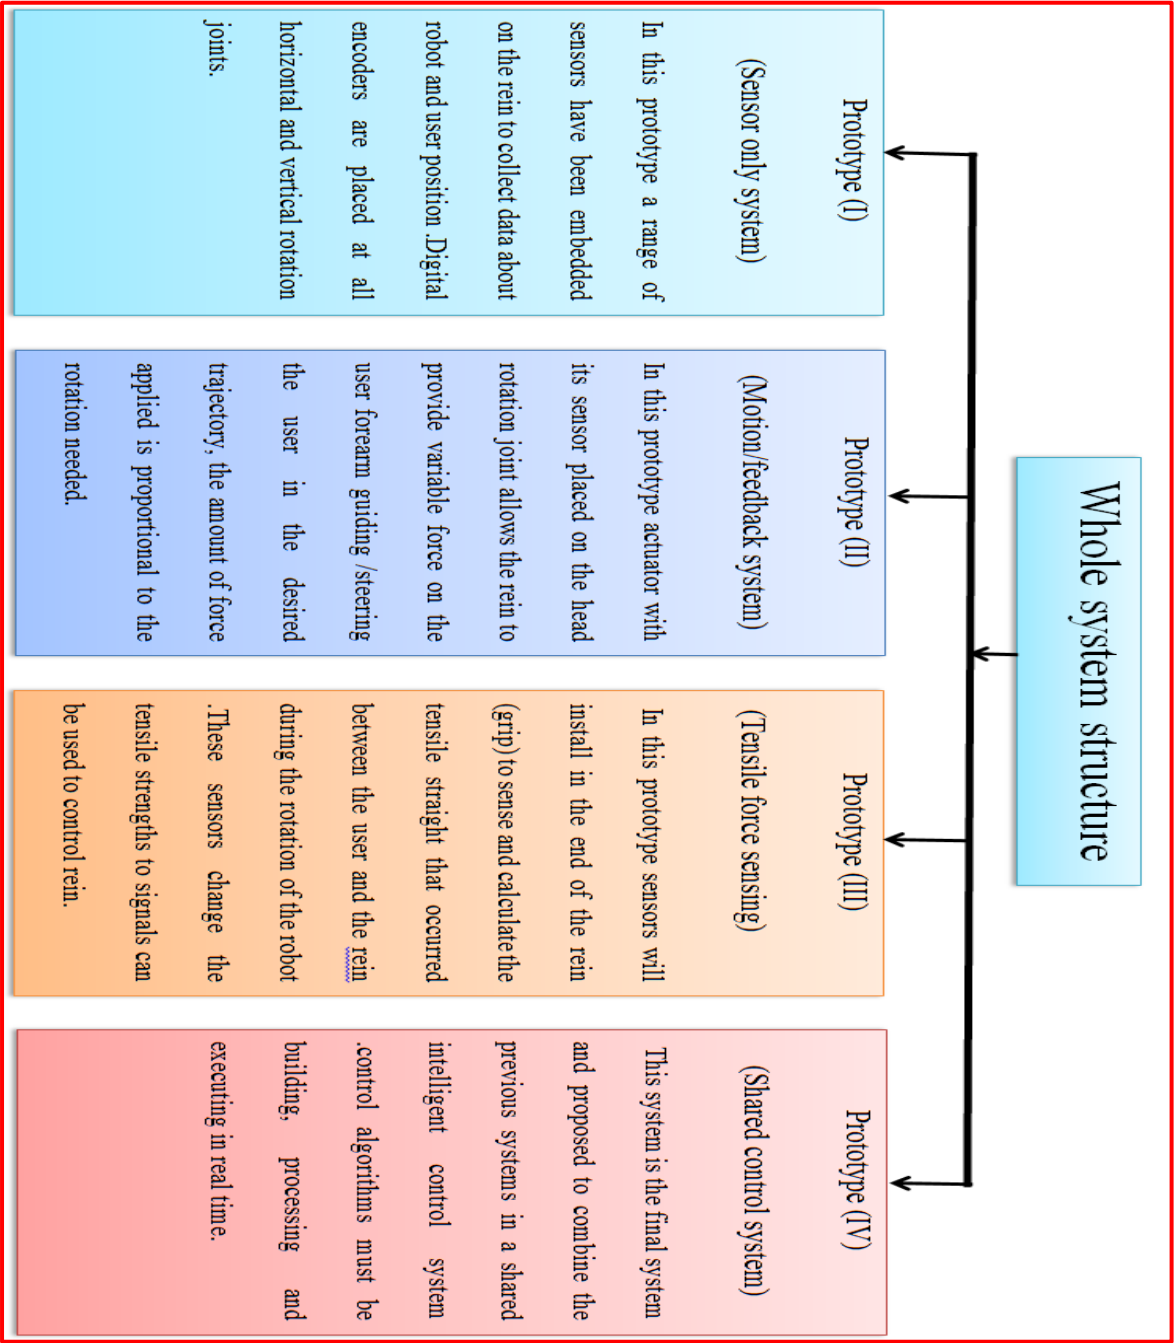 Whole system structure
Prototype (I)
(Sensor only system)
In this prototype a range of
sensors have been embedded
on the rein to collect data about
robot and user position .Digital
encoders are placed at all
horizontal and vertical rotation
joints.
Prototype (II)
(Motion/feedback system)
In this prototype actuator with
its sensor placed on the head
rotation joint allows the rein to
provide variable force on the
user forearm guiding /steering
the user in the desired
trajectory, the amount of force
applied is proportional to the
rotation needed.
Prototype (III)
(Tensile force sensing)
In this prototype sensors will
install in the end of the rein
(grip) to sense and calculate the
tensile straight that occurred
between the user and the rein
during the rotation of the robot
.These sensors change the
tensile strengths to signals can
be used to control rein.
Prototype (IV)
(Shared control system)
This system is the final system
and proposed to combine the
previous systems in a shared
intelligent control system
.control algorithms must be
building, processing and
executing in real time.